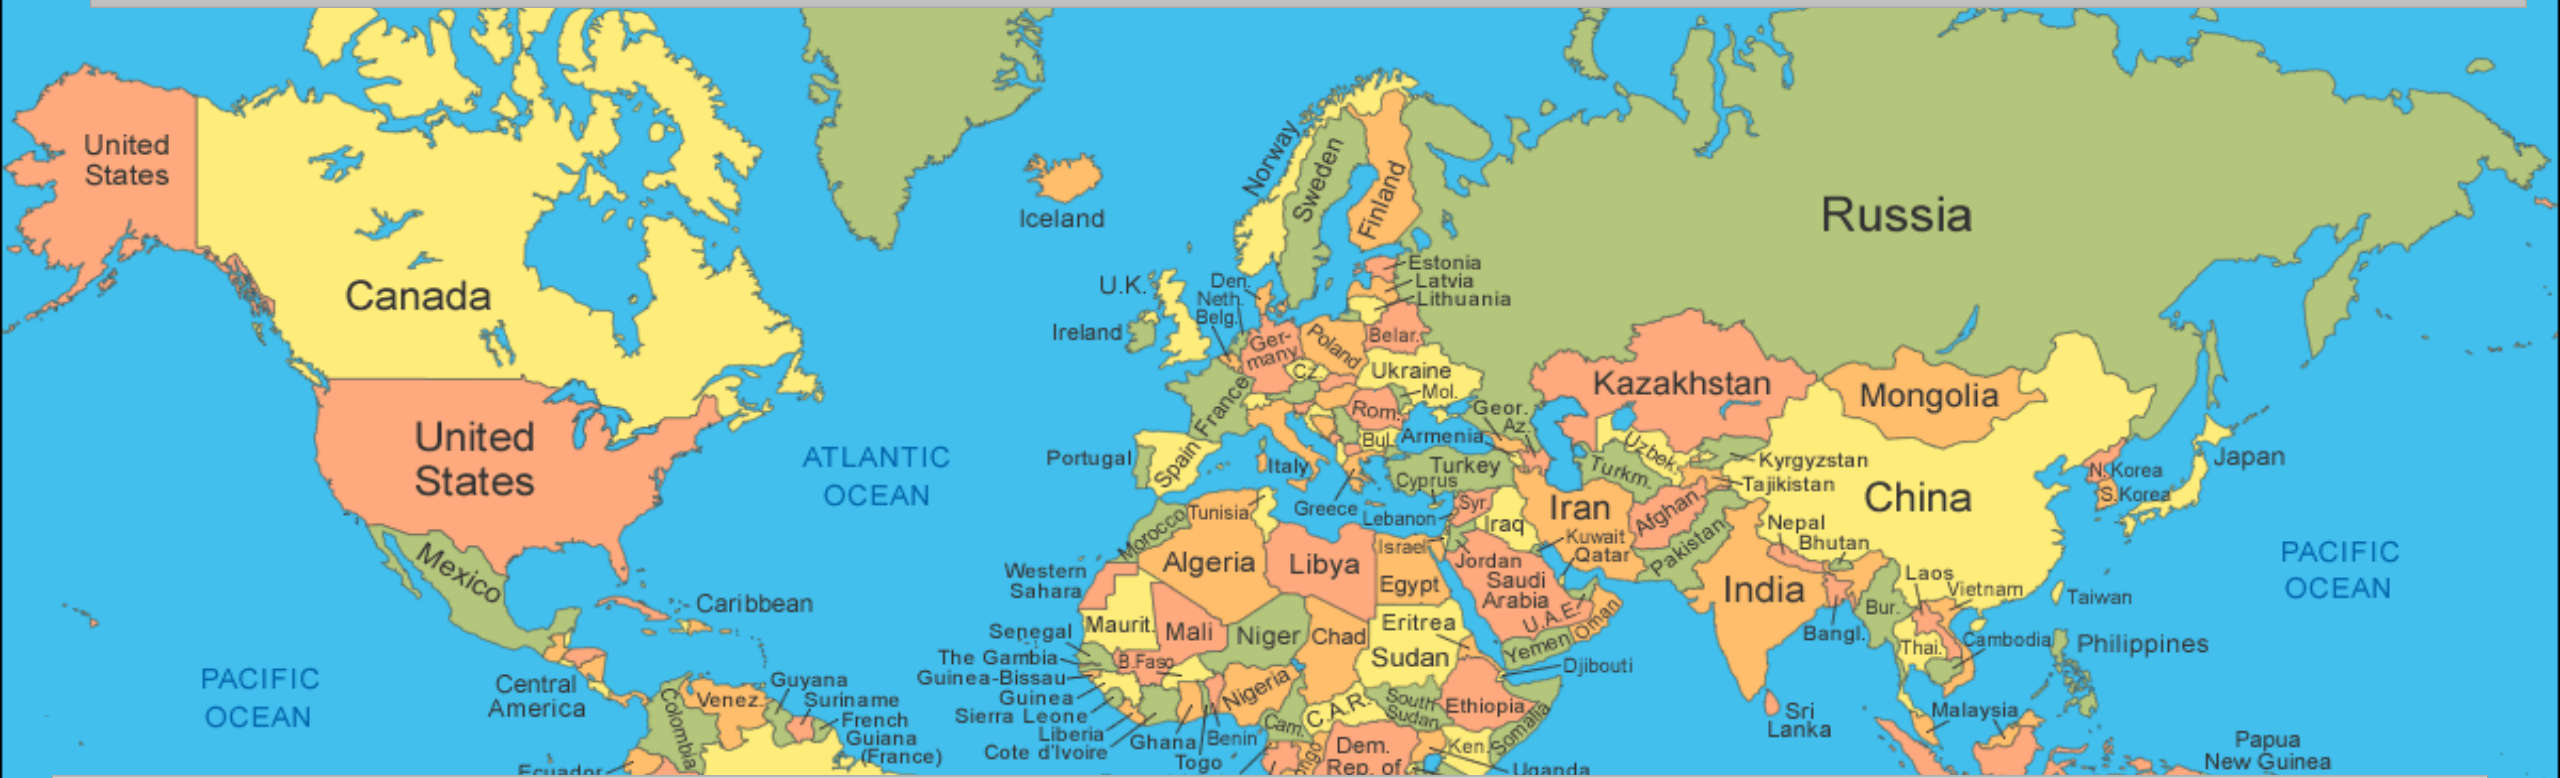 United
States
Canada
United
States
Mexico
Caribbean
Central
America
PACIFIC
OCEAN
ATLANTIC
OCEAN
Colombia
Venez.
Guyana
Suriname
French
Guiana
(France)
Ecuador
Iceland
Norway
Sweden
Finland
Russia
Estonia
Latvia
Lithuania
U.K.
Ireland
Den.
Neth.
Belg.
Ger-
many
Poland
Belar.
Cz.
Ukraine
Mol.
France
Rom.
Bul.
Geor.
Az.
Armenia
Portugal
Spain
Italy
Greece
Turkey
Cyprus
Lebanon
Syr.
Iraq
Israel
Jordan
Kuwait
Qatar
Iran
Kazakhstan
Uzbek.
Turkm.
Kyrgyzstan
Tajikistan
Afghan.
Pakistan
Mongolia
China
N. Korea
S. Korea
Japan
Nepal
Bhutan
India
Bangl.
Bur.
Laos
Vietnam
Thai.
Cambodia
Taiwan
Philippines
PACIFIC
OCEAN
Sri
Lanka
Malaysia
Papua
New Guinea
Morocco
Tunisia
Algeria
Libya
Egypt
Western
Sahara
Saudi
Arabia
U.A.E.
Oman
Yemen
Maurit.
Mali
Niger
Chad
Eritrea
Sudan
Djibouti
Senegal
The Gambia
Guinea-Bissau
Guinea
Sierra Leone
Liberia
Cote d'Ivoire
B.Faso
Ghana
Togo
Benin
Nigeria
Cam.
C.A.R.
South
Sudan
Ethiopia
Somalia
Dem.
Rep. of
Ken.
Uganda